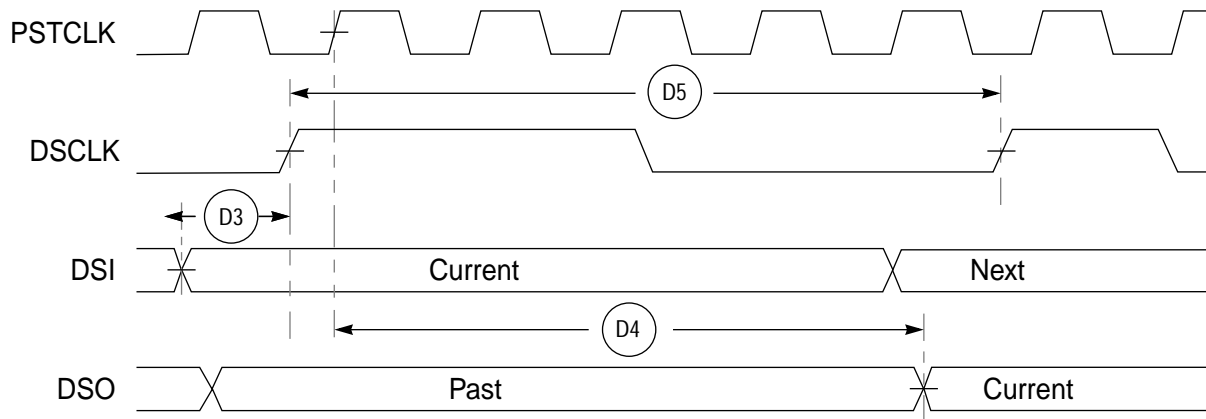 PSTCLK
D5
DSCLK
D3
DSI Current Next
D4
DSO Past Current